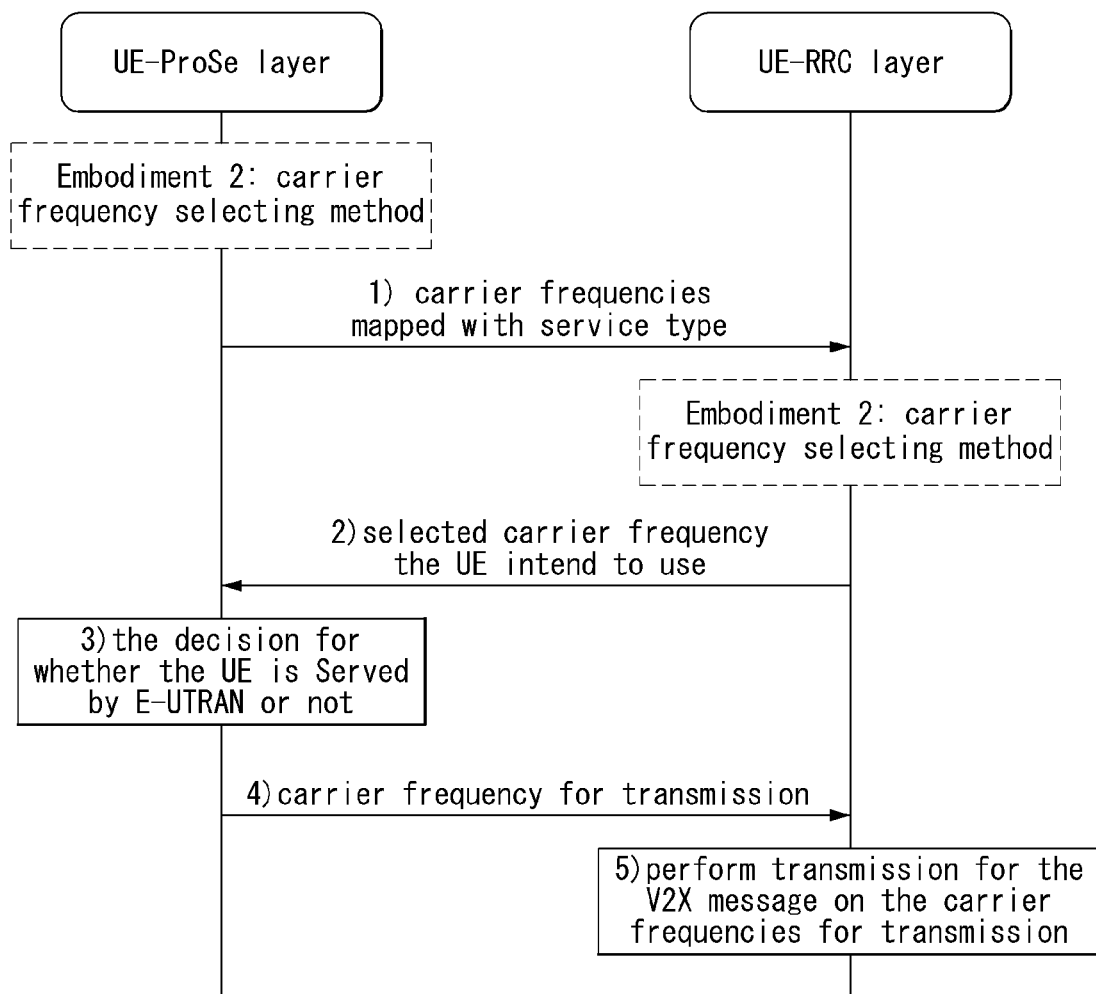 UE-ProSe layer
UE-RRC layer
Embodiment 2: carrier
frequency selecting method
1) carrier frequencies
mapped with service type
Embodiment 2: carrier
frequency selecting method
2)selected carrier frequency
the UE intend to use
3)the decision for
whether the UE is Served
by E-UTRAN or not
4)carrier frequency for transmission
5)perform transmission for the
V2X message on the carrier
frequencies for transmission